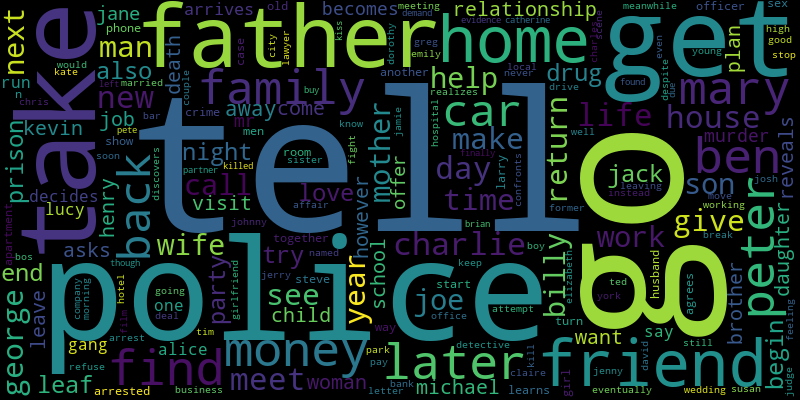 tell
police
go
father
get
take
home
friend
money
find
family
car
ben
mary
peter
back
later
day
time
life
house
son
give
work
joe
charlie
see
wife
try
year
love
night
call
visit
new
man
also
help
drug
mother
make
return
billy
meet
george
leaf
michael
want
say
end
begin
daughter
brother
murder
reveals
prison
kevin
job
next
jane
death
away
come
mr
relationship
plan
jack
offer
however
school
child
party
one
henry
lucy
decides
asks
leave
gang
alice
woman
arrested
arrives
becomes
learns
phone
married
run
n
chris
left
kate
pete
bar
show
soon
discovers
crime
men
case
city
lawyer
kiss
old
meeting
demand
dorothy
greg
emily
another
realizes
evidence
catherine
scene
charge
local
never
buy
couple
know
room
sister
partner
killed
fight
jamie
hospital
larry
confronts
finally
drive
well
meanwhile
officer
sex
would
young
high
good
stop
even
despite
due
found
josh
leaving
instead
move
working
former
break
affair
johnny
together
named
brian
boy
elizabeth
keep
start
office
attempt
jerry
steve
girlfriend
apartment
bos
though
company
morning
going
deal
hotel
film
arrest
refuse
business
tim
park
pay
bank
letter
way
detective
kill
claire
turn
girl
eventually
jenny
david
still
wedding
susan
judge
feeling
ted
york
husband
agrees